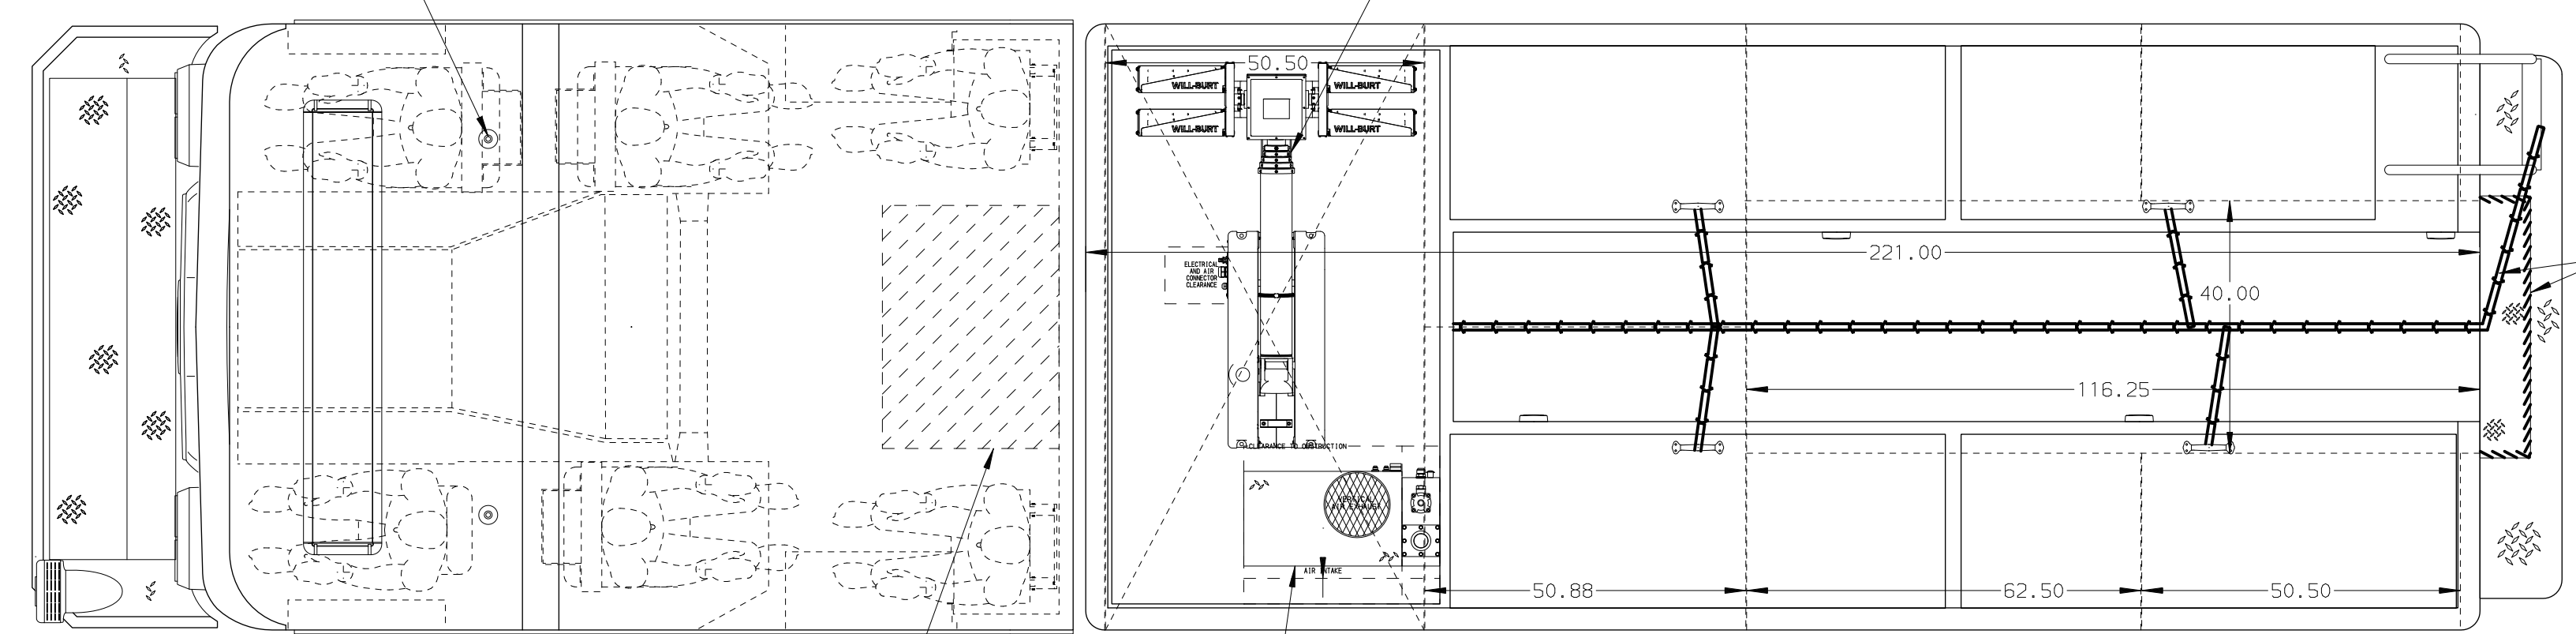 50.50
WILL-BURT
WILL-BURT
WILL-BURT
WILL-BURT
221.00
ELECTRICAL
AND AIR
CONNECTOR
CLEARANCE
40.00
116.25
CLEARANCE TO OBSTRUCTION
VERTICAL
AIR EXHAUST
AIR INTAKE
50.88
62.50
50.50